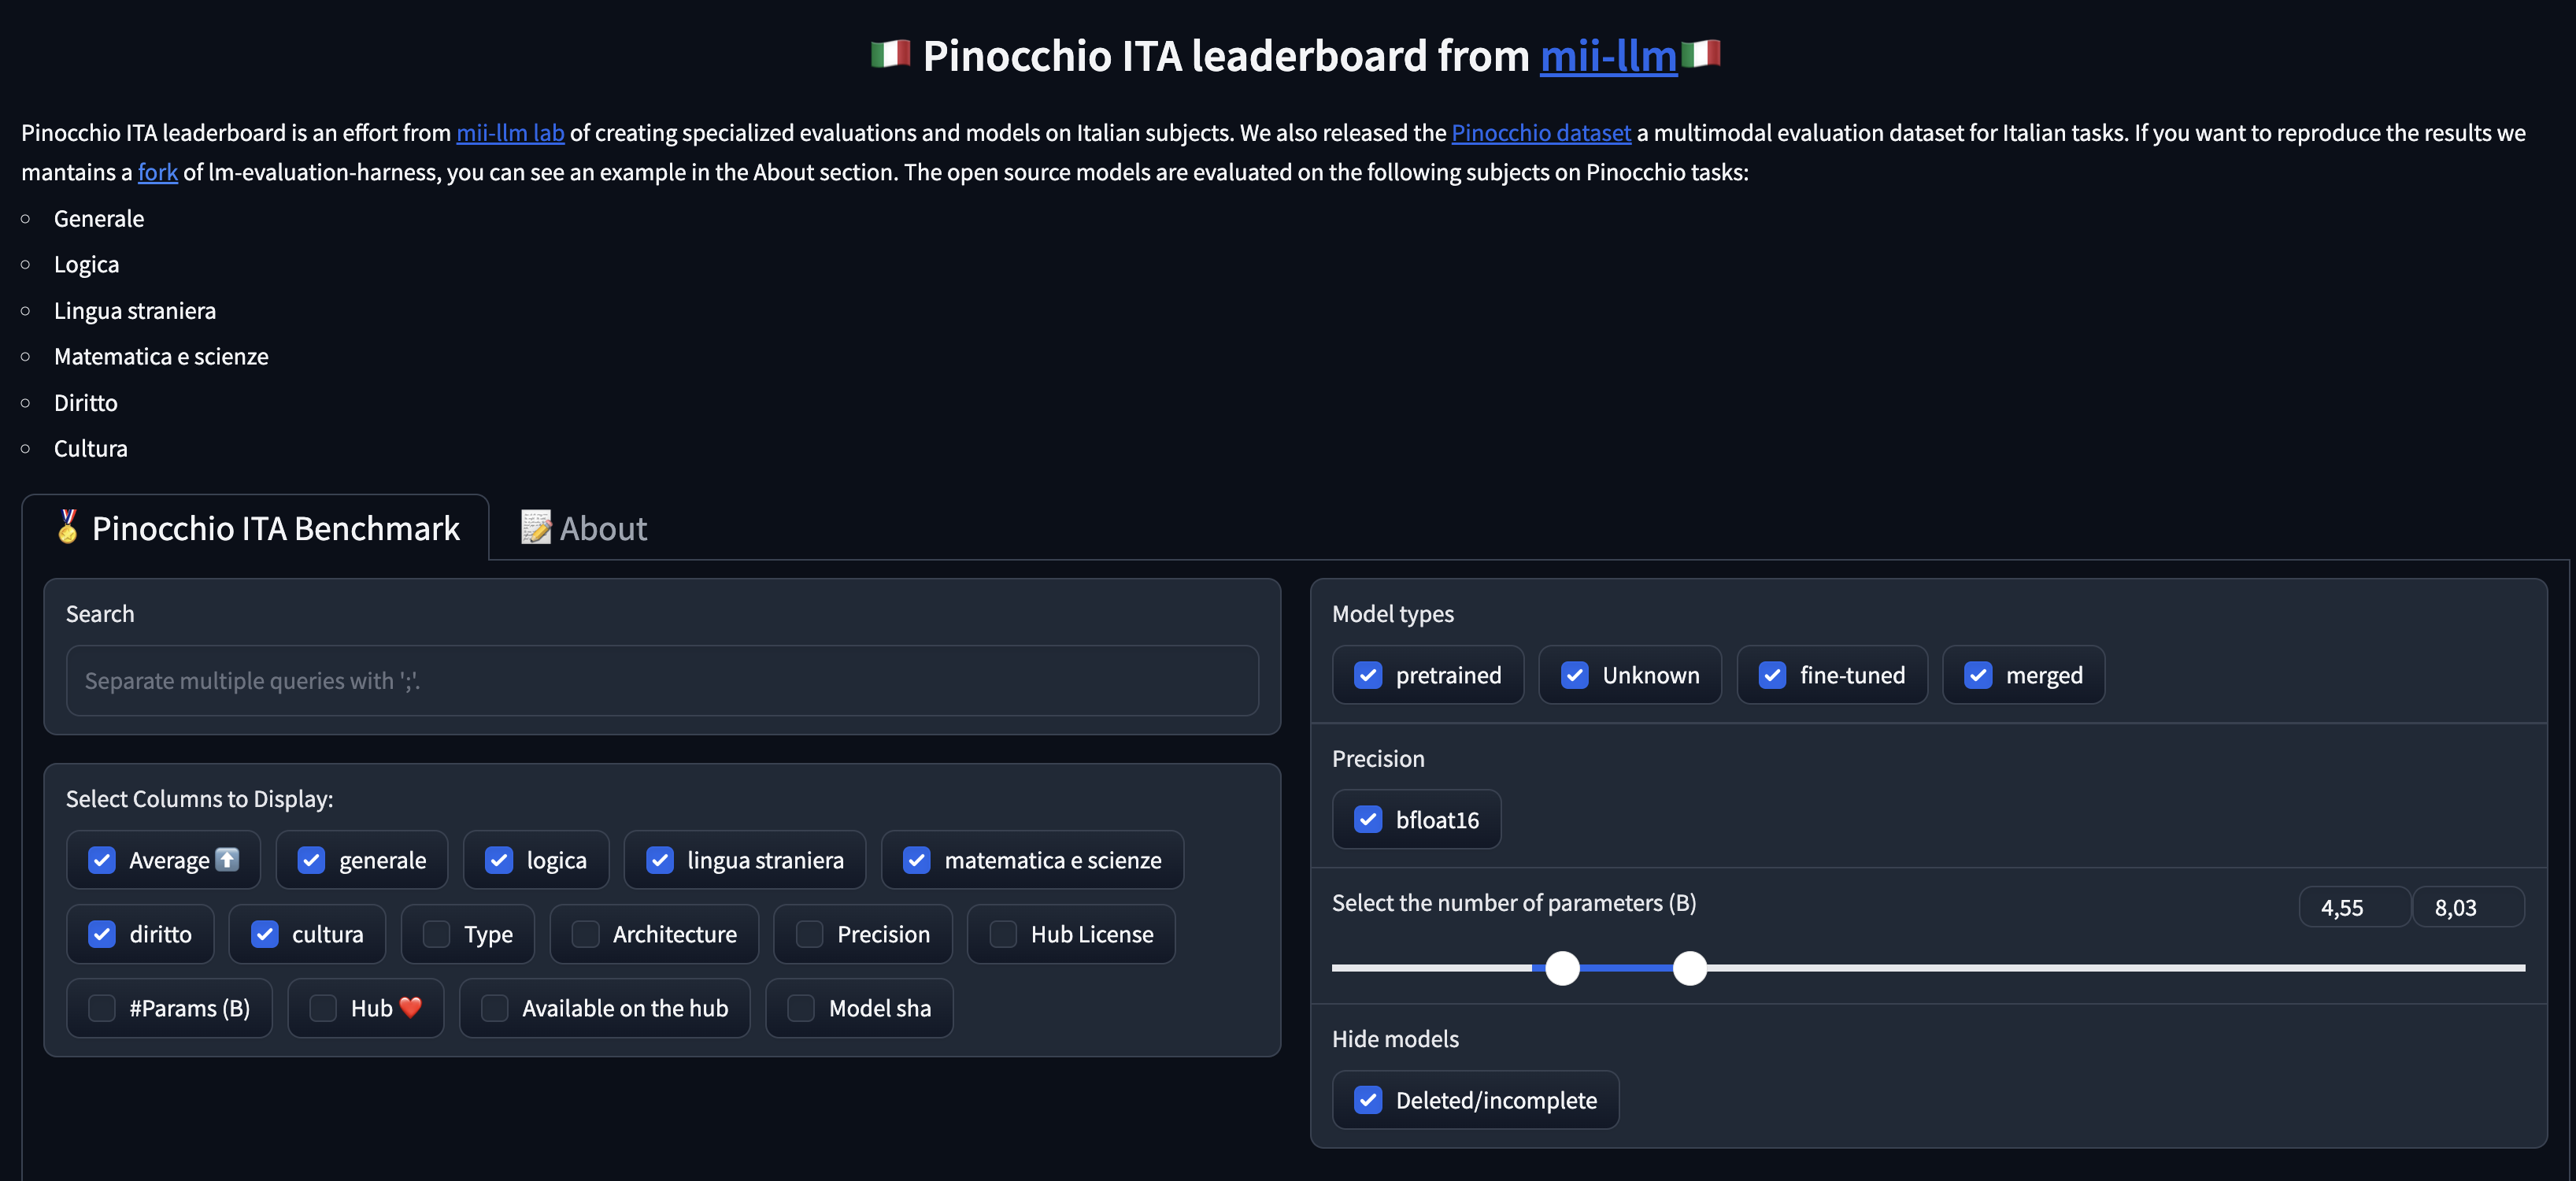 Pinocchio ITA leaderboard from mii-llm
Pinocchio ITA leaderboard is an effort from mii-llm lab of creating specialized evaluations and models on Italian subjects. We also released the Pinocchio dataset a multimodal evaluation dataset for Italian tasks. If you want to reproduce the results we
mantains a fork of lm-evaluation-harness, you can see an example in the About section. The open source models are evaluated on the following subjects on Pinocchio tasks:
Generale
Logica
Lingua straniera
Matematica e scienze
Diritto
Cultura
Pinocchio ITA Benchmark
About
Search
Separate multiple queries with ';'.
Select Columns to Display:
Average generale logica lingua straniera matematica e scienze
diritto cultura Type Architecture Precision Hub License
#Params (B) Hub Available on the hub Model sha
Model types
pretrained Unknown fine-tuned merged
Precision
bfloat16
Select the number of parameters (B) 4,55 8,03
Hide models
Deleted/incomplete